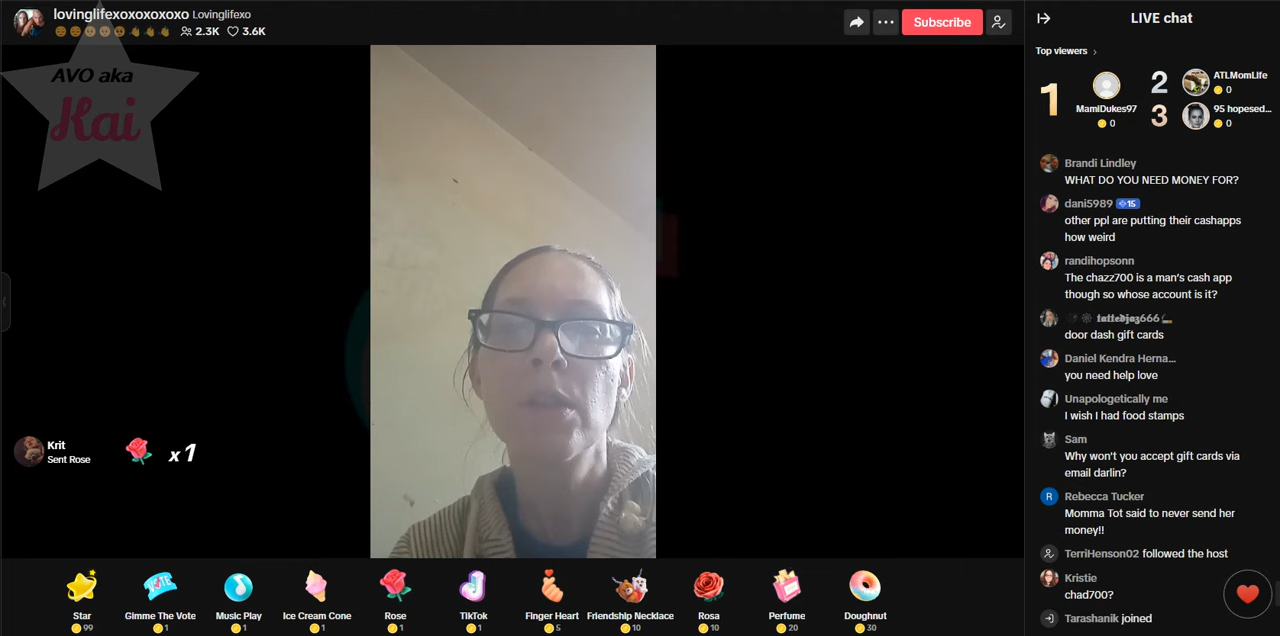 lovinglifexoxoxoxoxo Lovinglifexo
2.3K 3.6K
Subscribe
AVO aka
Kai
Krit
Sent Rose
x1
Star
99
Gimme The Vote
1
Music Play
1
Ice Cream Cone
1
Rose
1
TikTok
1
Finger Heart
5
Friendship Necklace
10
Rosa
10
Perfume
20
Doughnut
30
LIVE chat
Top viewers
1
MamiDukes97
0
2
ATLMomLife
0
3
95 hopesed...
0
Brandi Lindley
WHAT DO YOU NEED MONEY FOR?
dani5989 15
other ppl are putting their cashapps
how weird
randihopsonn
The chazz700 is a man's cash app
though so whose account is it?
𝖙𝖆𝖙𝖙𝖊𝖉𝖏𝖆𝖟666
door dash gift cards
Daniel Kendra Herna...
you need help love
Unapologetically me
I wish I had food stamps
Sam
Why won't you accept gift cards via
email darlin?
R Rebecca Tucker
Momma Tot said to never send her
money!!
TerriHenson02 followed the host
Kristie
chad700?
Tarashanik joined